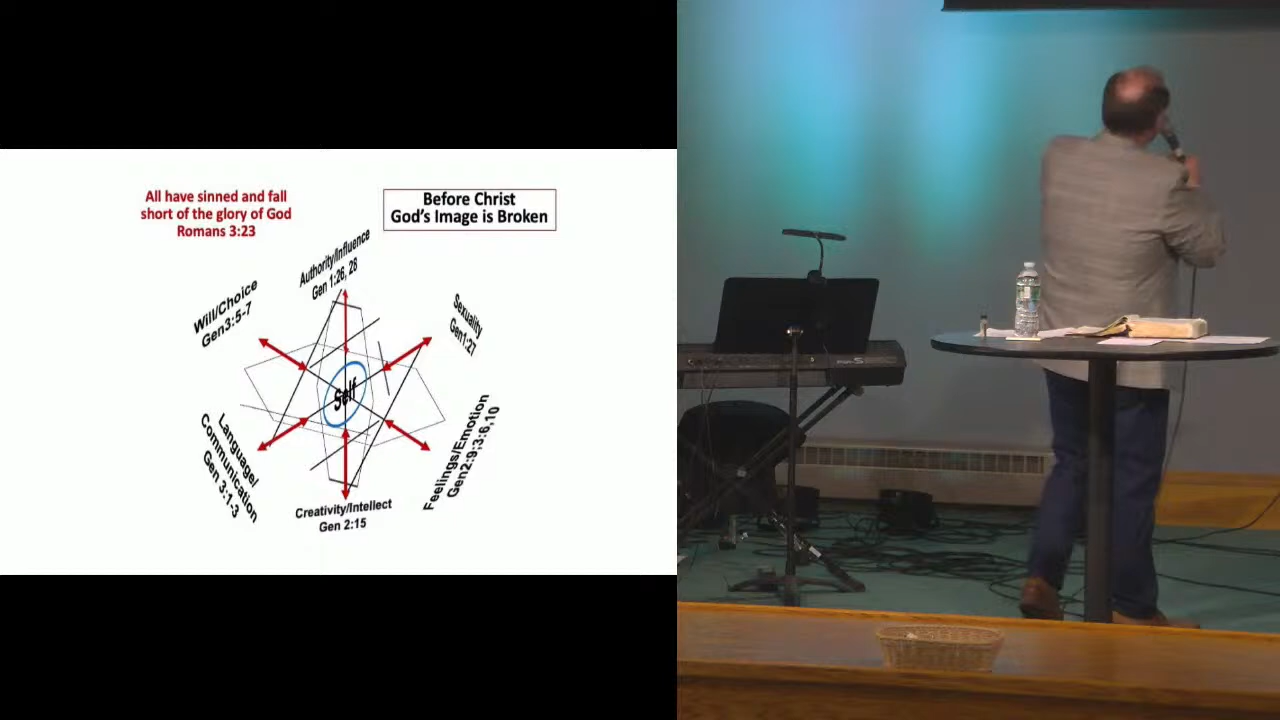 All have sinned and fall
short of the glory of God
Romans 3:23
Before Christ
God's Image is Broken
Authority/Influence
Gen 1:26, 28
Will/Choice
Gen3:5-7
Sexuality
Gen1:27
Self
Language/
Communication
Gen 3:1-3
Feelings/Emotion
Gen2:9;3:6,10
Creativity/Intellect
Gen 2:15